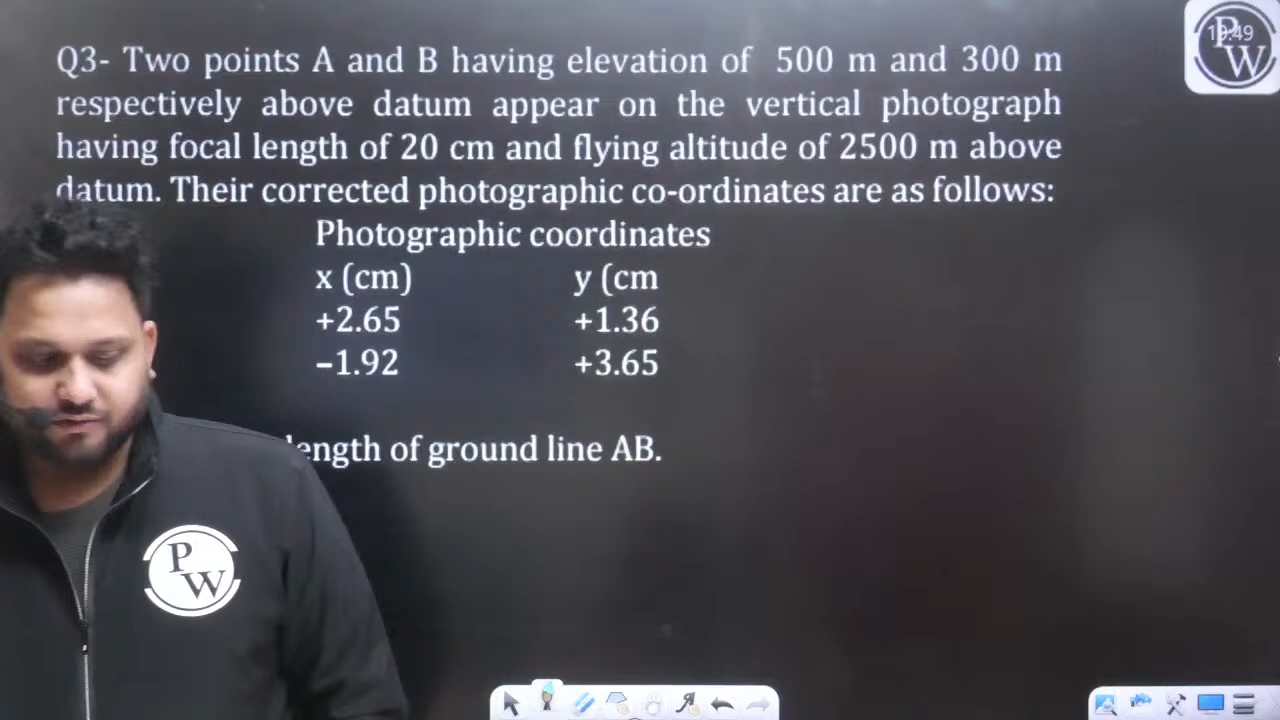 Q3- Two points A and B having elevation of 500 m and 300 m
respectively above datum appear on the vertical photograph
having focal length of 20 cm and flying altitude of 2500 m above
datum. Their corrected photographic co-ordinates are as follows:
Photographic coordinates
x (cm) y (cm
+2.65 +1.36
–1.92 +3.65
length of ground line AB.
PW
19:49
PW